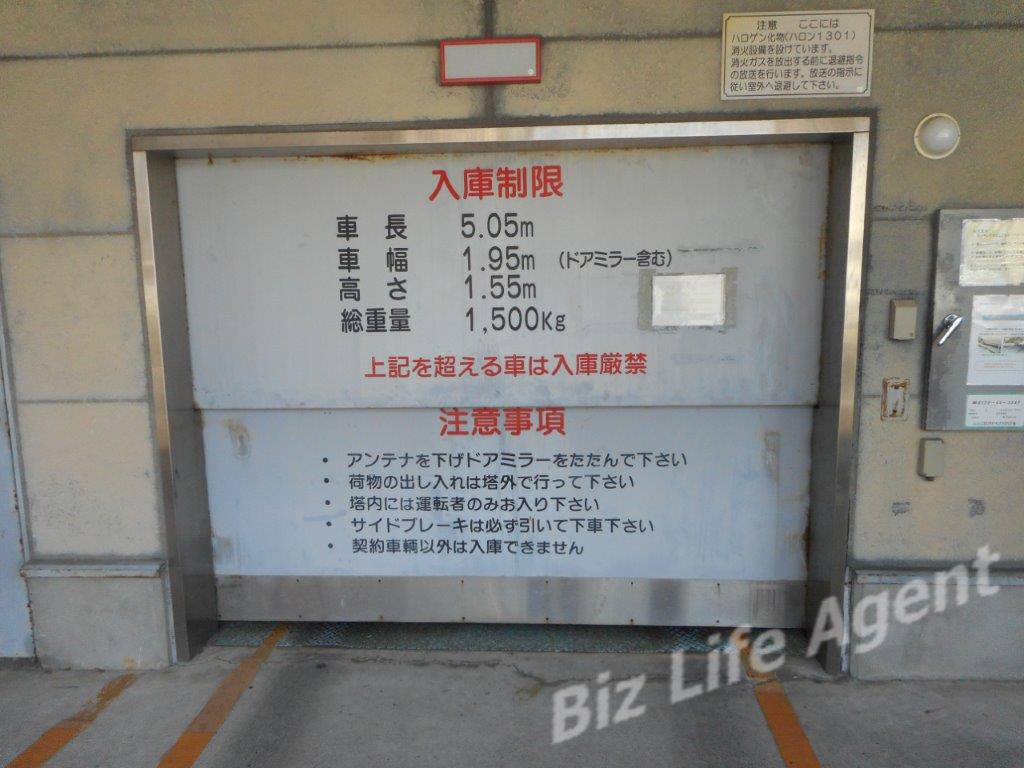 注意　ここには
ハロゲン化物(ハロン1301)
消火設備を設けています。
消火ガスを放出する前に退避指令
の放送を行います。放送の指示に
従い室外へ退避して下さい。
入庫制限
車　長　5.05m
車　幅　1.95m　(ドアミラー含む)
高　さ　1.55m
総重量　1,500Kg
上記を超える車は入庫厳禁
注意事項
・ アンテナを下げドアミラーをたたんで下さい
・ 荷物の出し入れは塔外で行って下さい
・ 塔内には運転者のみお入り下さい
・ サイドブレーキは必ず引いて下車下さい
・ 契約車輌以外は入庫できません
Biz Life Agent